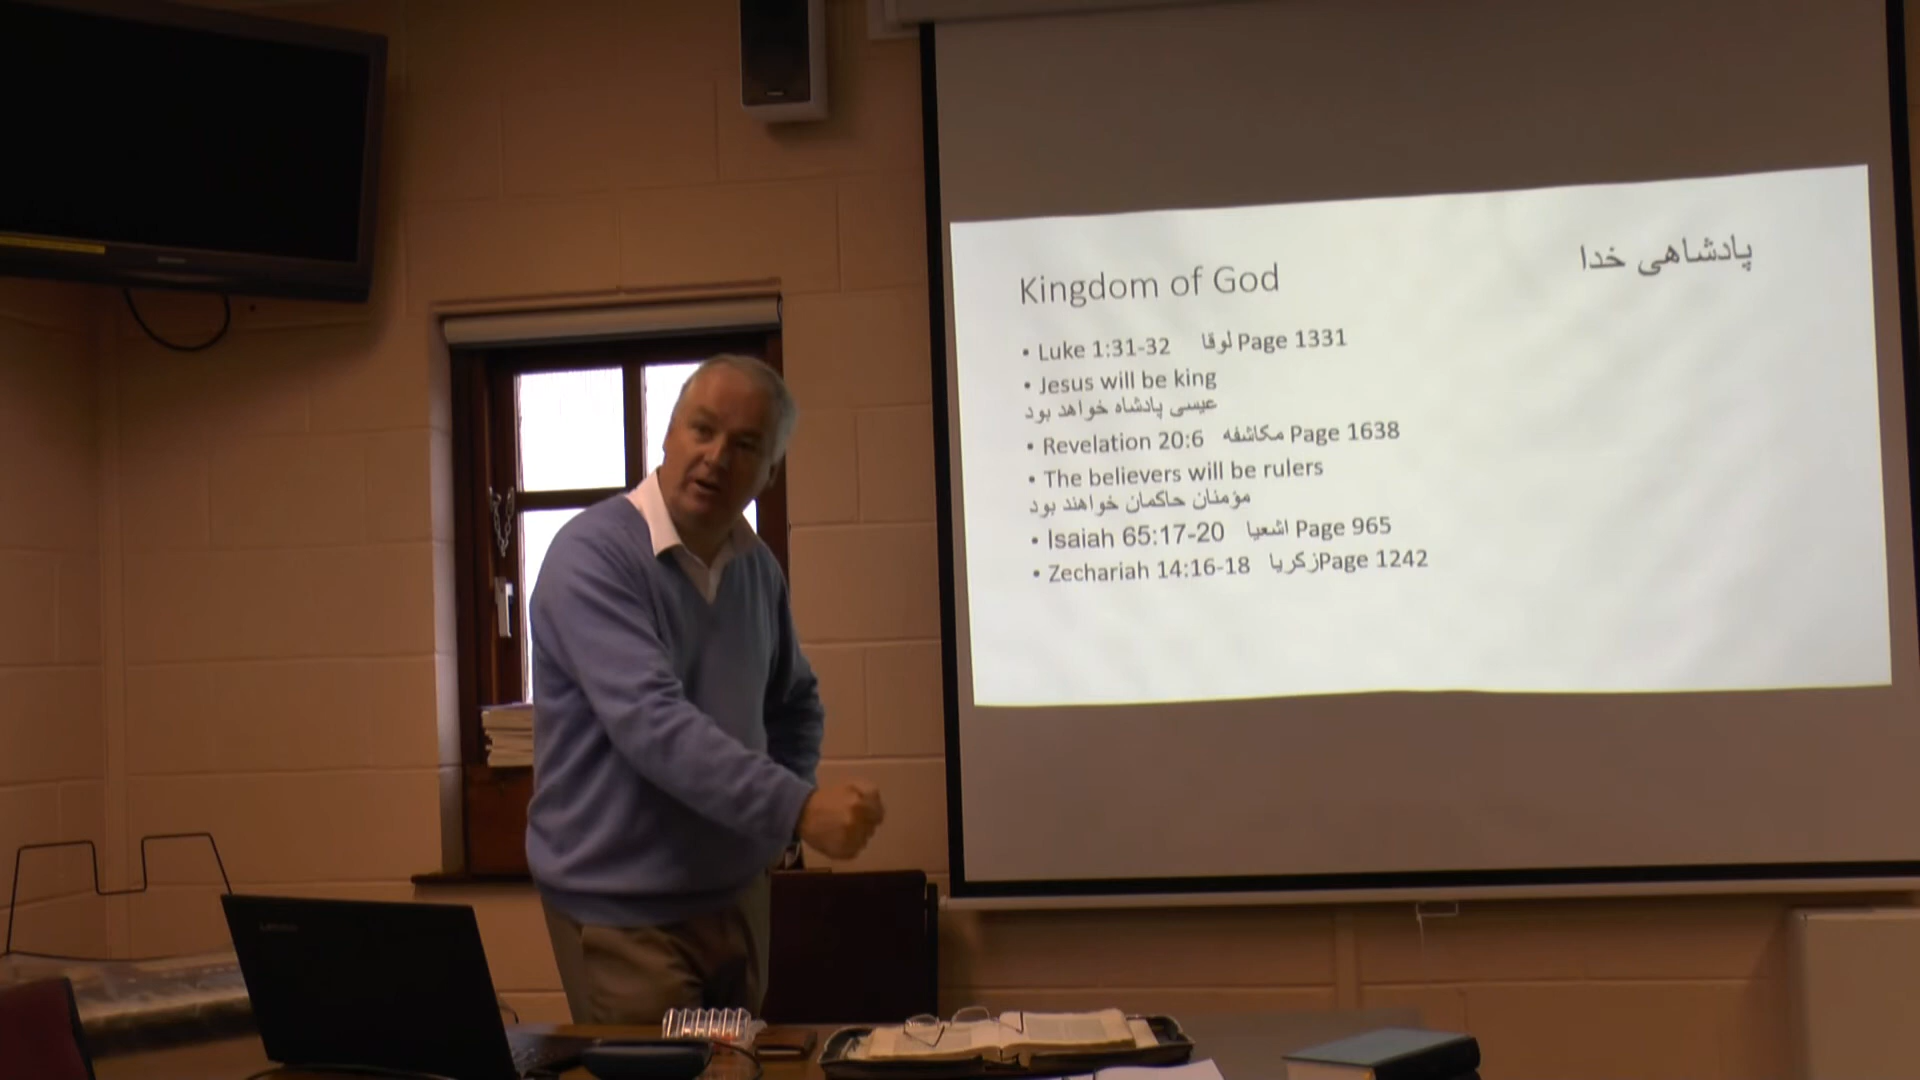 Kingdom of God
پادشاهی خدا
• Luke 1:31-32 لوقا Page 1331
• Jesus will be king
عیسی پادشاه خواهد بود
• Revelation 20:6 مکاشفه Page 1638
• The believers will be rulers
مؤمنان حاکمان خواهند بود
• Isaiah 65:17-20 اشعیا Page 965
• Zechariah 14:16-18 زکریا Page 1242
Lenovo